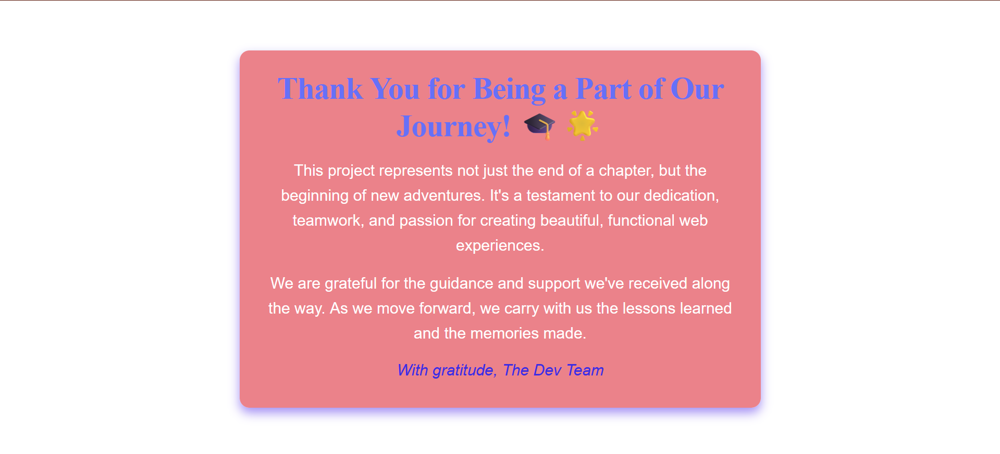 Thank You for Being a Part of Our
Journey! 🎓 🌟
This project represents not just the end of a chapter, but the
beginning of new adventures. It's a testament to our dedication,
teamwork, and passion for creating beautiful, functional web
experiences.
We are grateful for the guidance and support we've received along
the way. As we move forward, we carry with us the lessons learned
and the memories made.
With gratitude, The Dev Team